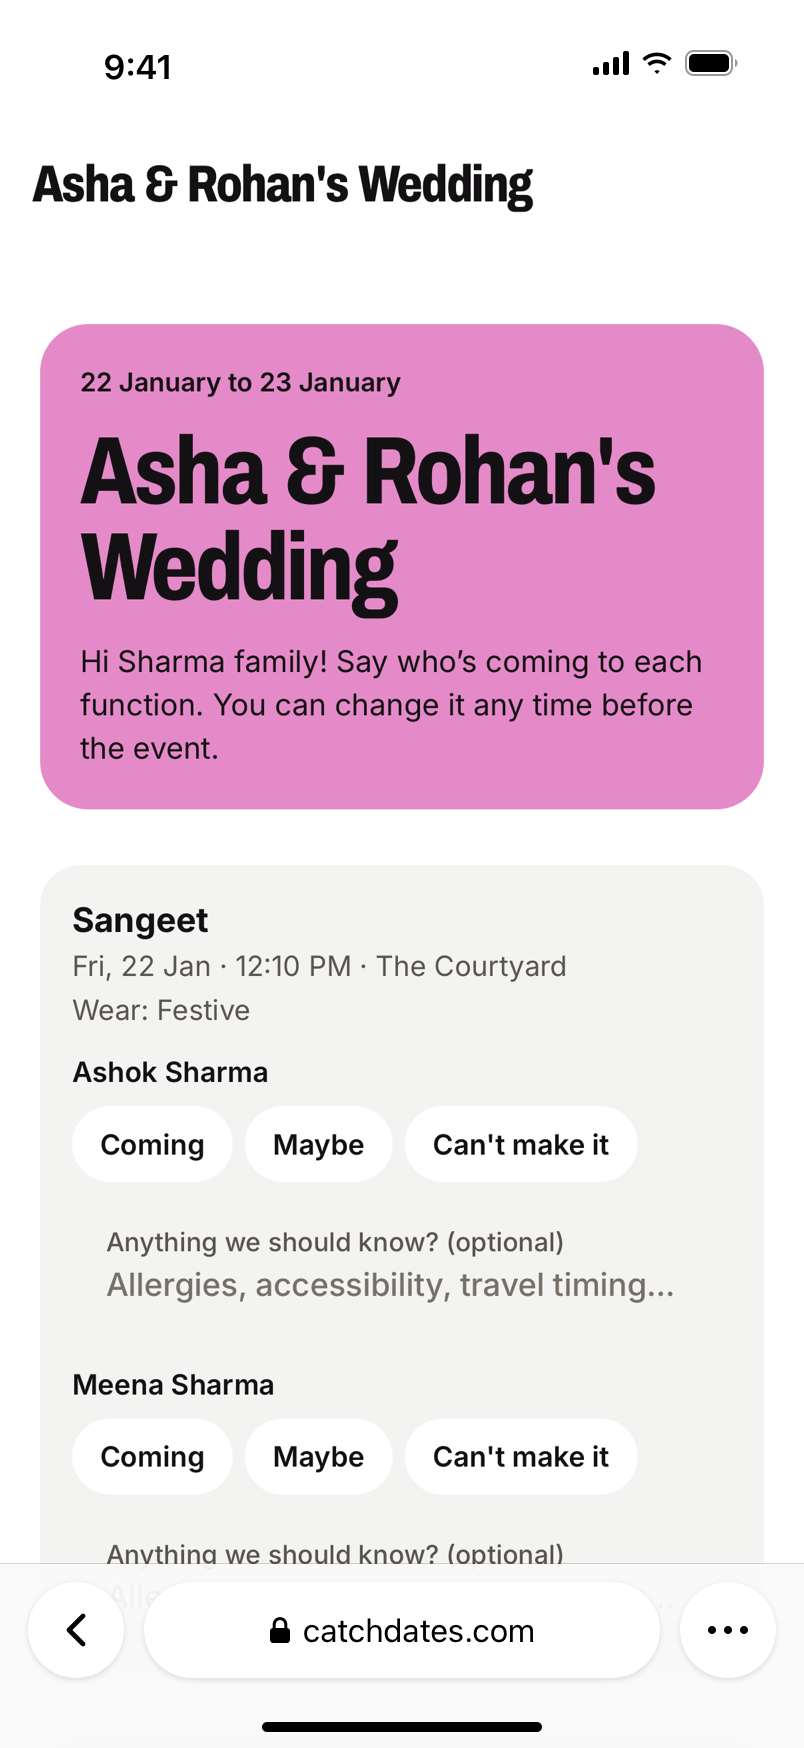 9:41
Asha & Rohan's Wedding
22 January to 23 January
Asha & Rohan's
Wedding
Hi Sharma family! Say who’s coming to each
function. You can change it any time before
the event.
Sangeet
Fri, 22 Jan · 12:10 PM · The Courtyard
Wear: Festive
Ashok Sharma
Coming Maybe Can't make it
Anything we should know? (optional)
Allergies, accessibility, travel timing...
Meena Sharma
Coming Maybe Can't make it
Anything we should know? (optional)
catchdates.com